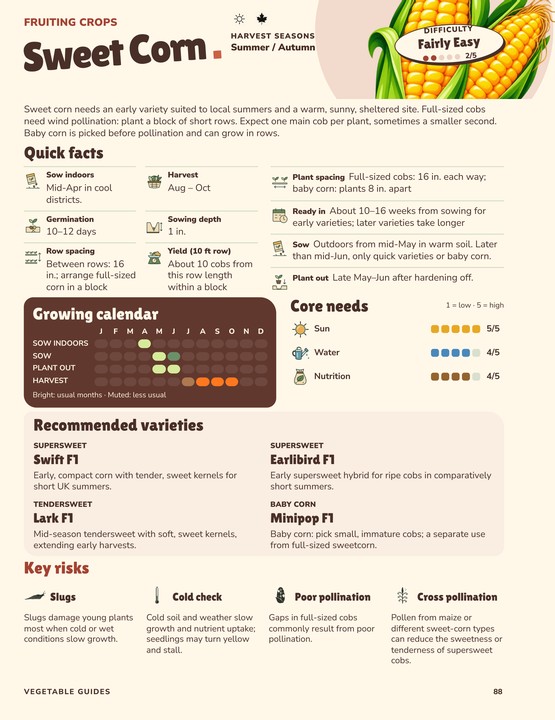 FRUITING CROPS
Sweet Corn.
HARVEST SEASONS
Summer / Autumn
DIFFICULTY
Fairly Easy
2/5
Sweet corn needs an early variety suited to local summers and a warm, sunny, sheltered site. Full-sized cobs
need wind pollination: plant a block of short rows. Expect one main cob per plant, sometimes a smaller second.
Baby corn is picked before pollination and can grow in rows.
Quick facts
Sow indoors
Mid-Apr in cool
districts.
Harvest
Aug – Oct
Germination
10–12 days
Sowing depth
1 in.
Row spacing
Between rows: 16
in.; arrange full-sized
corn in a block
Yield (10 ft row)
About 10 cobs from
this row length
within a block
Plant spacing Full-sized cobs: 16 in. each way;
baby corn: plants 8 in. apart
Ready in About 10–16 weeks from sowing for
early varieties; later varieties take longer
Sow Outdoors from mid-May in warm soil. Later
than mid-Jun, only quick varieties or baby corn.
Plant out Late May–Jun after hardening off.
Growing calendar
J F M A M J J A S O N D
SOW INDOORS
SOW
PLANT OUT
HARVEST
Bright: usual months · Muted: less usual
Core needs
1 = low · 5 = high
Sun 5/5
Water 4/5
Nutrition 4/5
Recommended varieties
SUPERSWEET
Swift F1
Early, compact corn with tender, sweet kernels for
short UK summers.
SUPERSWEET
Earlibird F1
Early supersweet hybrid for ripe cobs in comparatively
short summers.
TENDERSWEET
Lark F1
Mid-season tendersweet with soft, sweet kernels,
extending early harvests.
BABY CORN
Minipop F1
Baby corn: pick small, immature cobs; a separate use
from full-sized sweetcorn.
Key risks
Slugs
Slugs damage young plants
most when cold or wet
conditions slow growth.
Cold check
Cold soil and weather slow
growth and nutrient uptake;
seedlings may turn yellow
and stall.
Poor pollination
Gaps in full-sized cobs
commonly result from poor
pollination.
Cross pollination
Pollen from maize or
different sweet-corn types
can reduce the sweetness or
tenderness of supersweet
cobs.
VEGETABLE GUIDES
88